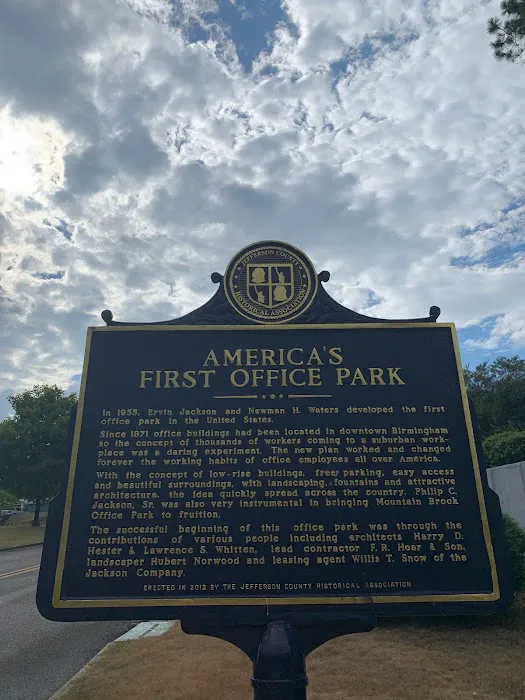 JEFFERSON COUNTY
HISTORICAL ASSOCIATION
AMERICA'S
FIRST OFFICE PARK
In 1955, Ervin Jackson and Newman H. Waters developed the first
office park in the United States.
Since 1871 office buildings had been located in downtown Birmingham
so the concept of thousands of workers coming to a suburban work-
place was a daring experiment. The new plan worked and changed
forever the working habits of office employees all over America.
With the concept of low-rise buildings, free parking, easy access
and beautiful surroundings, with landscaping, fountains and attractive
architecture, the idea quickly spread across the country. Philip C.
Jackson, Sr. was also very instrumental in bringing Mountain Brook
Office Park to Fruition.
The successful beginning of this office park was through the
contributions of various people including architects Harry D.
Hester & Lawrence S. Whitten, lead contractor F.R. Hoar & Son,
landscaper Hubert Norwood and leasing agent Willis T. Snow of the
Jackson Company.
ERECTED IN 2012 BY THE JEFFERSON COUNTY HISTORICAL ASSOCIATION